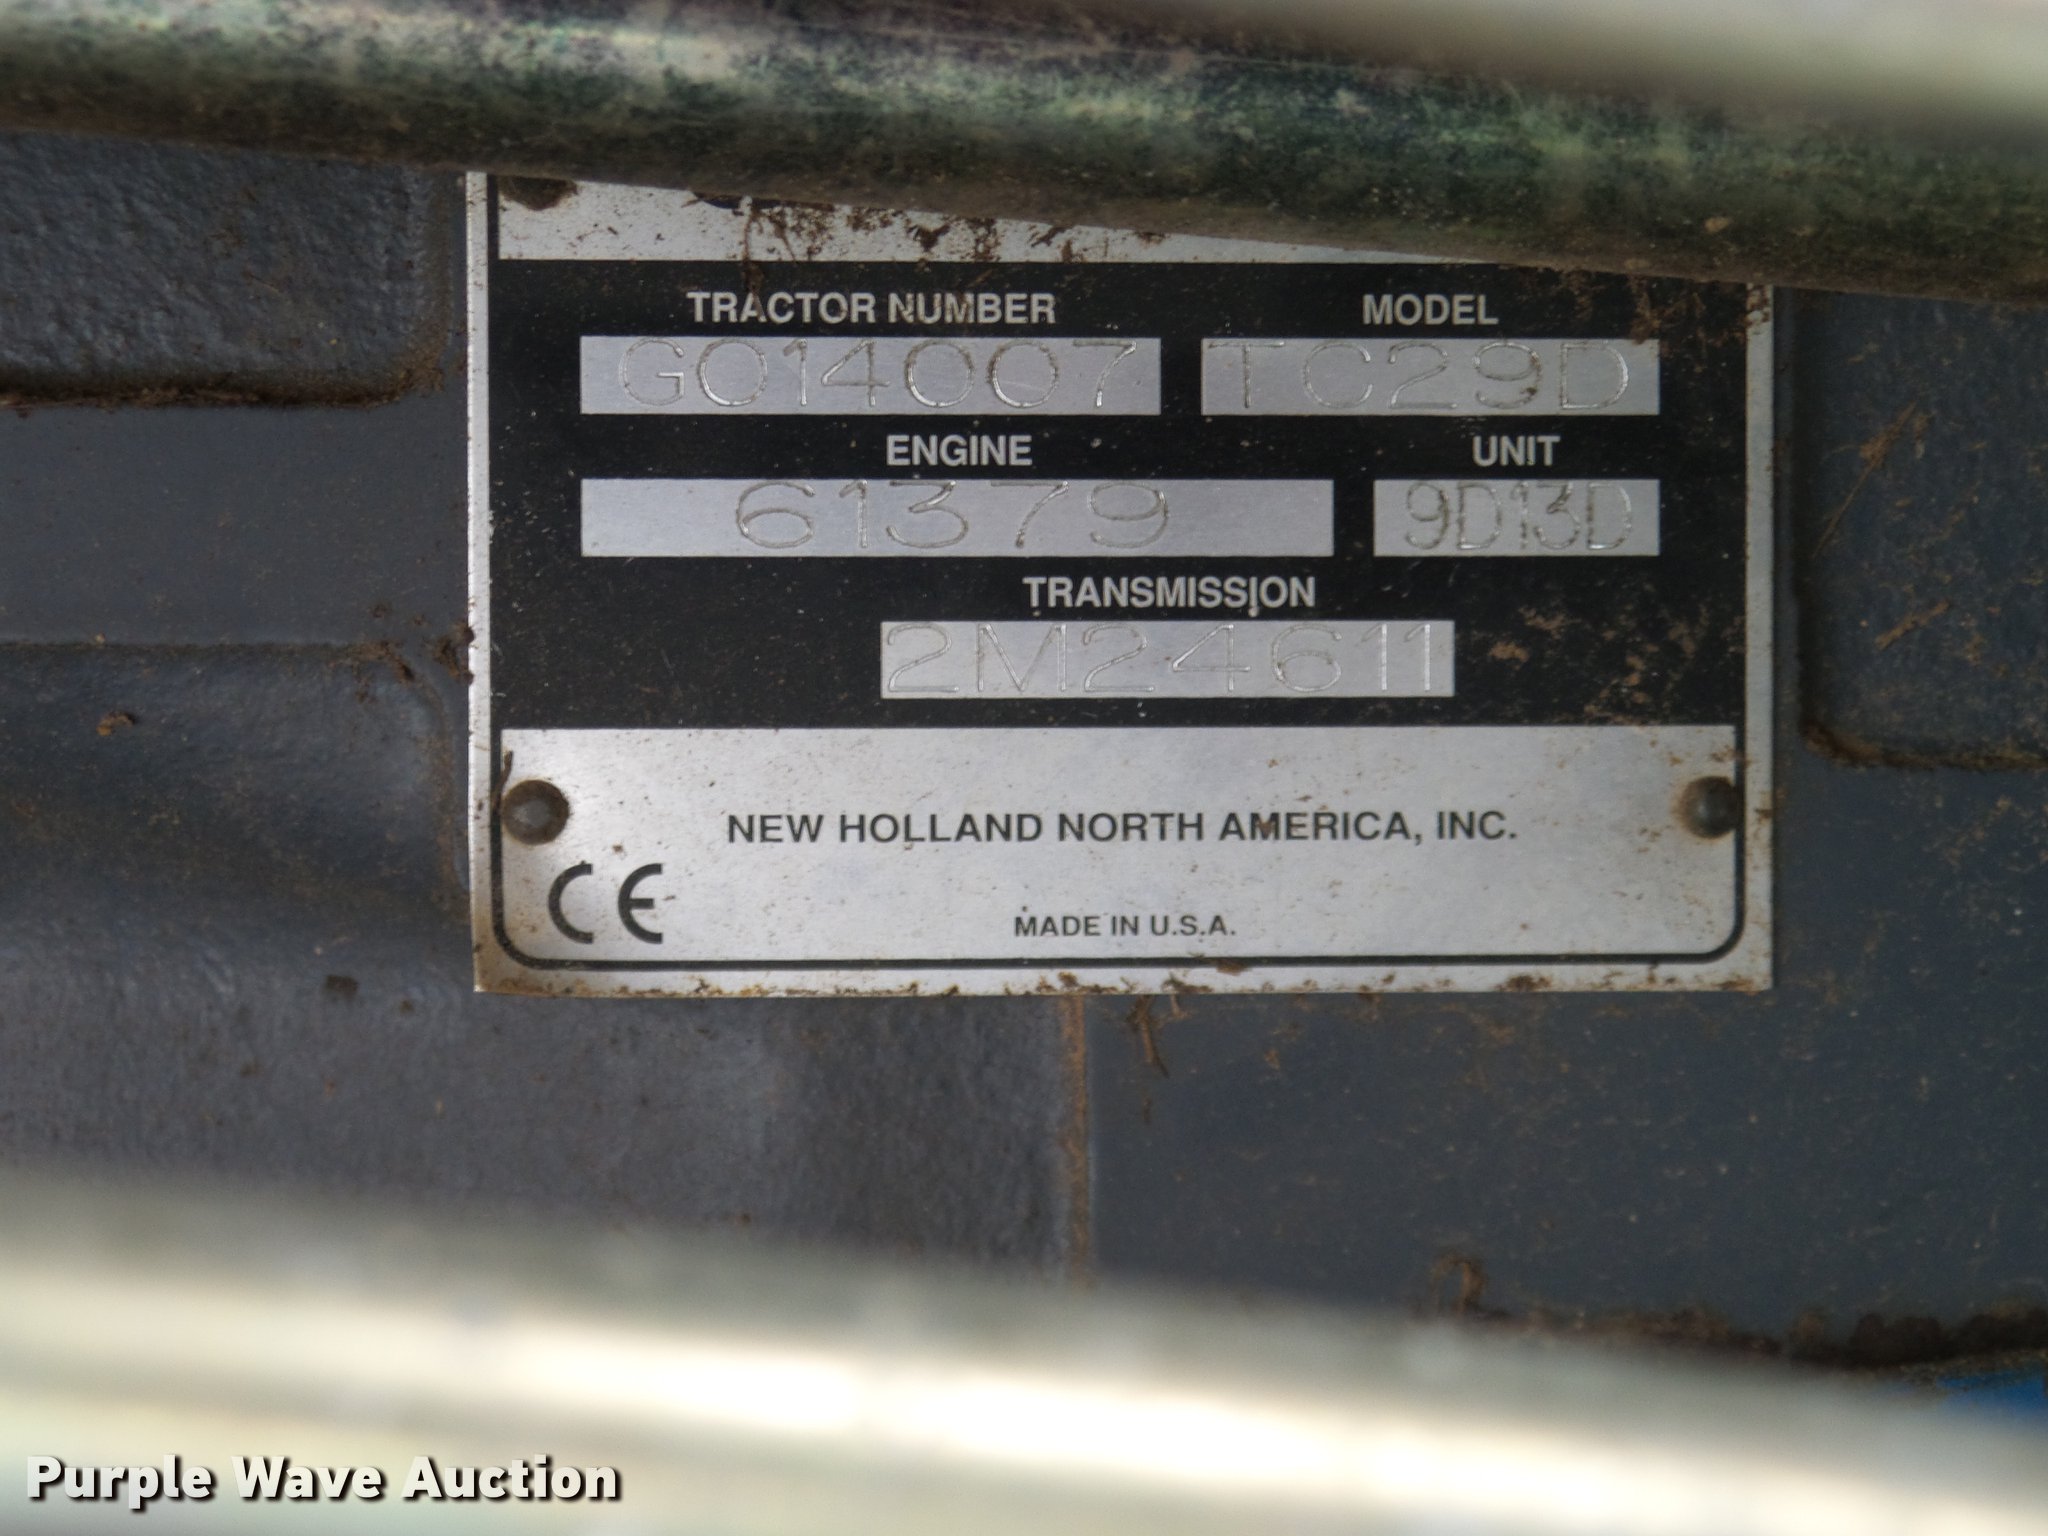 TRACTOR NUMBER MODEL
G014007 TC29D
ENGINE UNIT
61379 9D13D
TRANSMISSION
2M24611
NEW HOLLAND NORTH AMERICA, INC.
CE
MADE IN U.S.A.
Purple Wave Auction